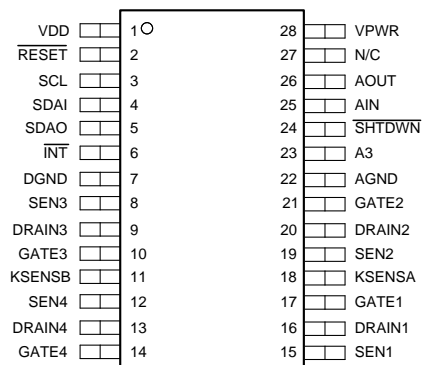 VDD 1 28 VPWR
RESET 2 27 N/C
SCL 3 26 AOUT
SDAI 4 25 AIN
SDAO 5 24 SHTDWN
INT 6 23 A3
DGND 7 22 AGND
SEN3 8 21 GATE2
DRAIN3 9 20 DRAIN2
GATE3 10 19 SEN2
KSENSB 11 18 KSENSA
SEN4 12 17 GATE1
DRAIN4 13 16 DRAIN1
GATE4 14 15 SEN1